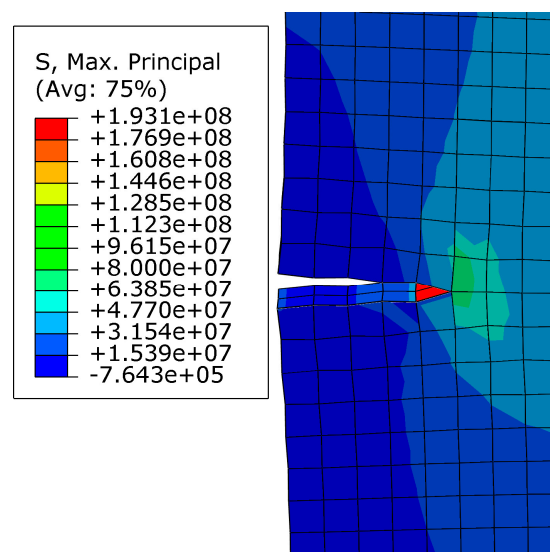 S, Max. Principal
(Avg: 75%)
+1.931e+08
+1.769e+08
+1.608e+08
+1.446e+08
+1.285e+08
+1.123e+08
+9.615e+07
+8.000e+07
+6.385e+07
+4.770e+07
+3.154e+07
+1.539e+07
-7.643e+05